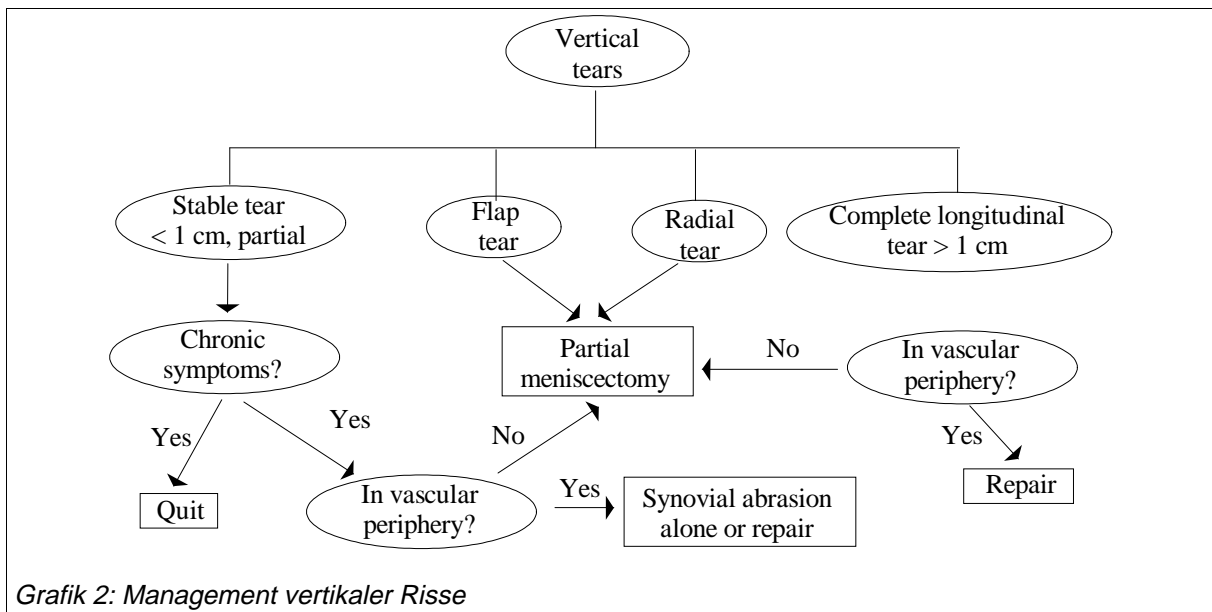 Vertical
tears
Stable tear
< 1 cm, partial
Flap
tear
Radial
tear
Complete longitudinal
tear > 1 cm
Chronic
symptoms?
Partial
meniscectomy
No
In vascular
periphery?
Yes
Yes
No
Yes
Quit
In vascular
periphery?
Yes
Synovial abrasion
alone or repair
Repair
Grafik 2: Management vertikaler Risse